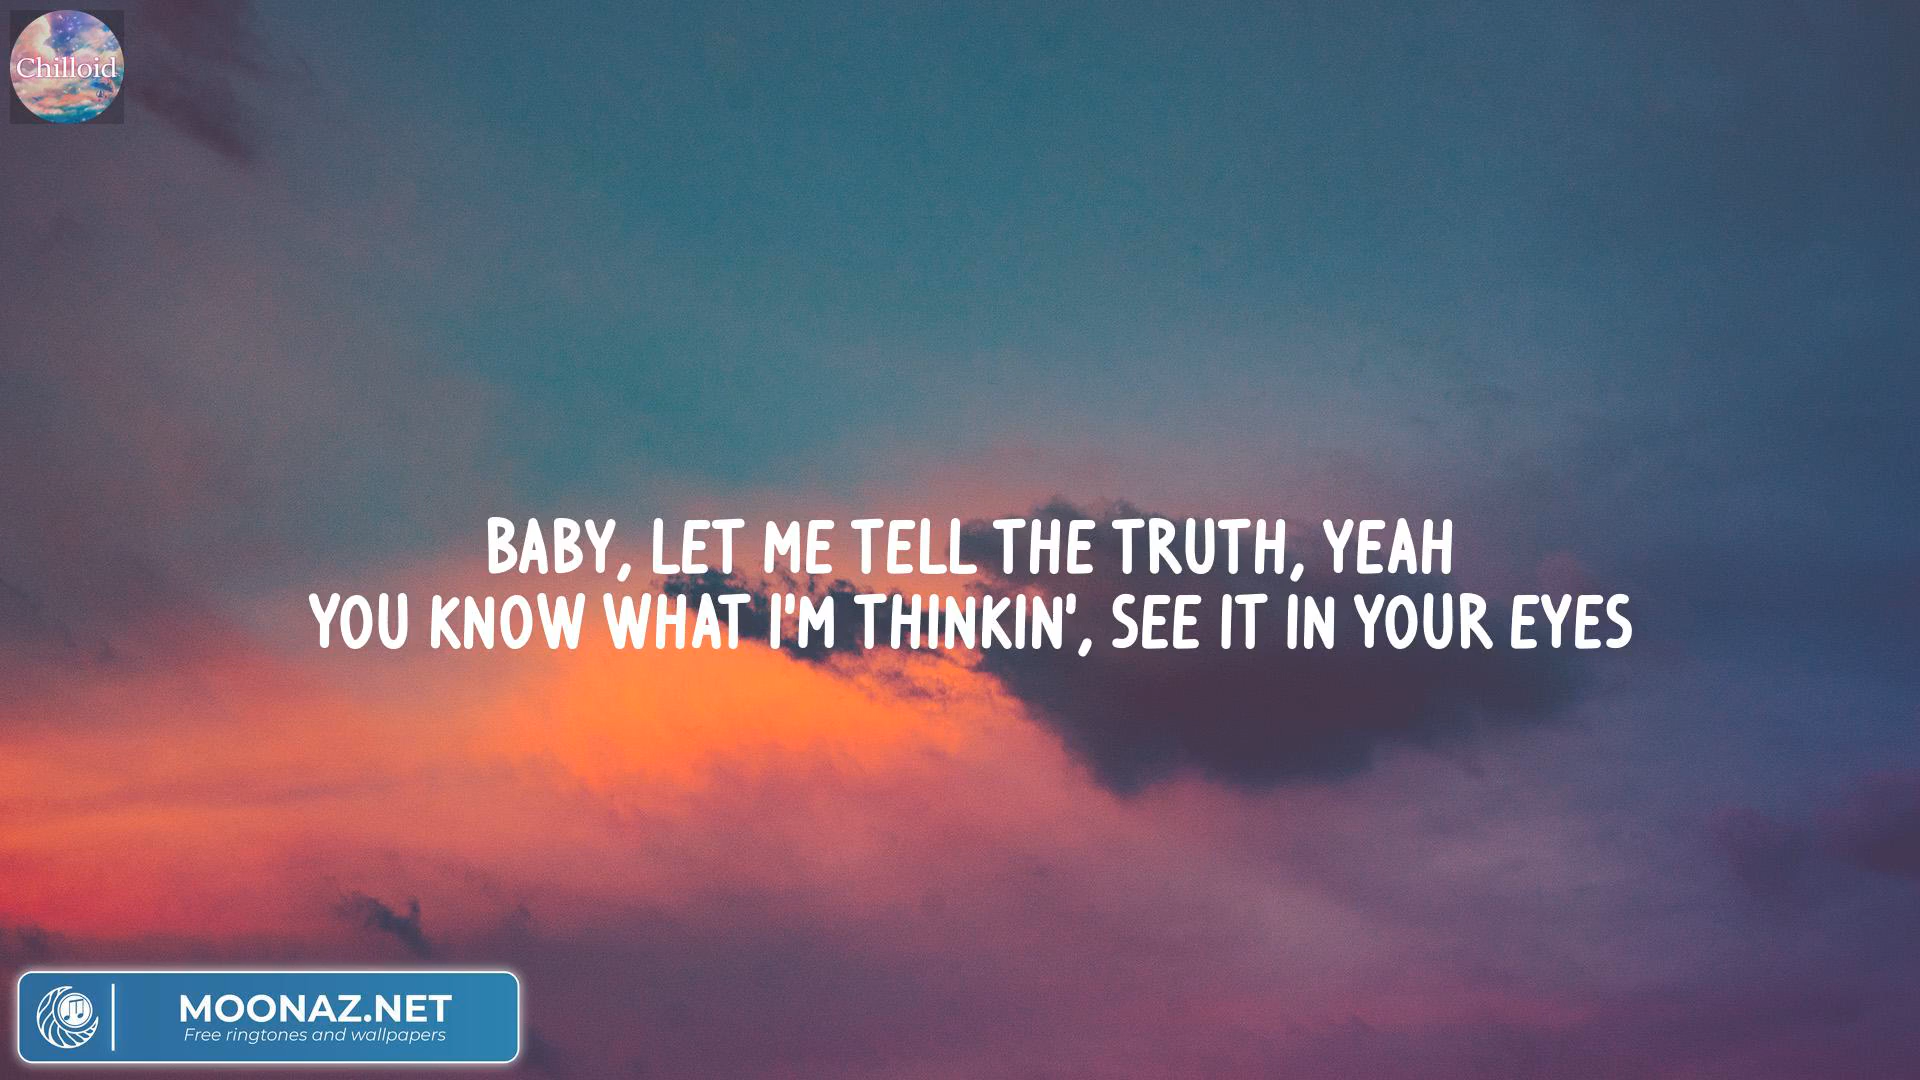 Chilloid
BABY, LET ME TELL THE TRUTH, YEAH
YOU KNOW WHAT I'M THINKIN', SEE IT IN YOUR EYES
MOONAZ.NET
Free ringtones and wallpapers